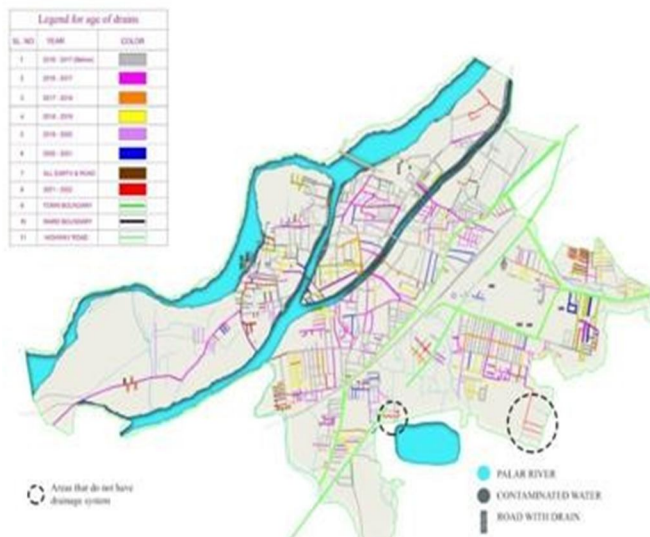 Legend for age of drains
SL. NO YEAR COLOR
1
2 2016 - 2017
3 2017 - 2018
4 2018 - 2019
5 2019 - 2020
6 2020 - 2021
7 ALL EARTH & ROAD
8 2021 - 2022
9 TOWN BOUNDARY
10 WARD BOUNDARY
11 HIGHWAY ROAD
Areas that do not have
drainage system
PALAR RIVER
CONTAMINATED WATER
ROAD WITH DRAIN